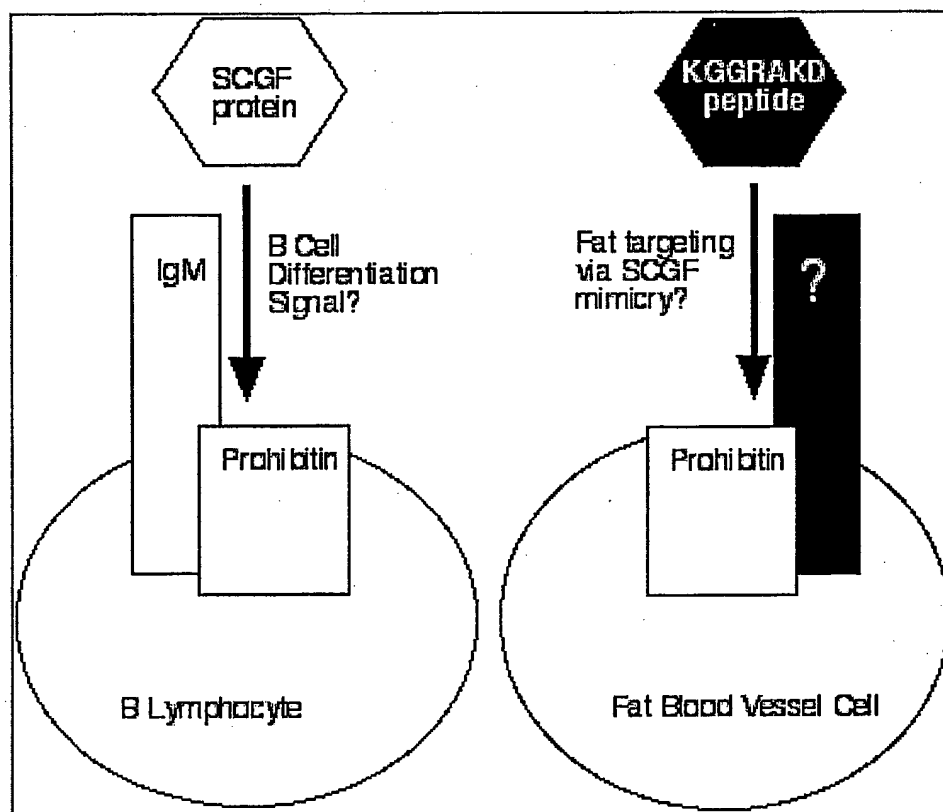 SCGF
protein
KGGRAKD
peptide
IgM
B Cell
Differentiation
Signal?
Fat targeting
via SCGF
mimicry?
?
Prohibitin
Prohibitin
B Lymphocyte
Fat Blood Vessel Cell